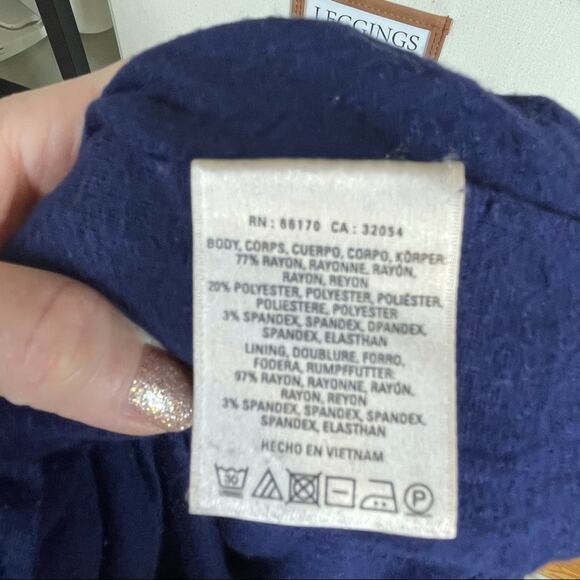 LEGGINGS
RN : 86170 CA : 32054
BODY, CORPS, CUERPO, CORPO, KÖRPER:
77% RAYON, RAYONNE, RAYÓN,
RAYON, REYON
20% POLYESTER, POLYESTER, POLIÉSTER,
POLIESTERE, POLYESTER
3% SPANDEX, SPANDEX, DPANDEX,
SPANDEX, ELASTHAN
LINING, DOUBLURE, FORRO,
FODERA, RUMPFFUTTER:
97% RAYON, RAYONNE, RAYÓN,
RAYON, REYON
3% SPANDEX, SPANDEX, SPANDEX,
SPANDEX, ELASTHAN
HECHO EN VIETNAM
30 P